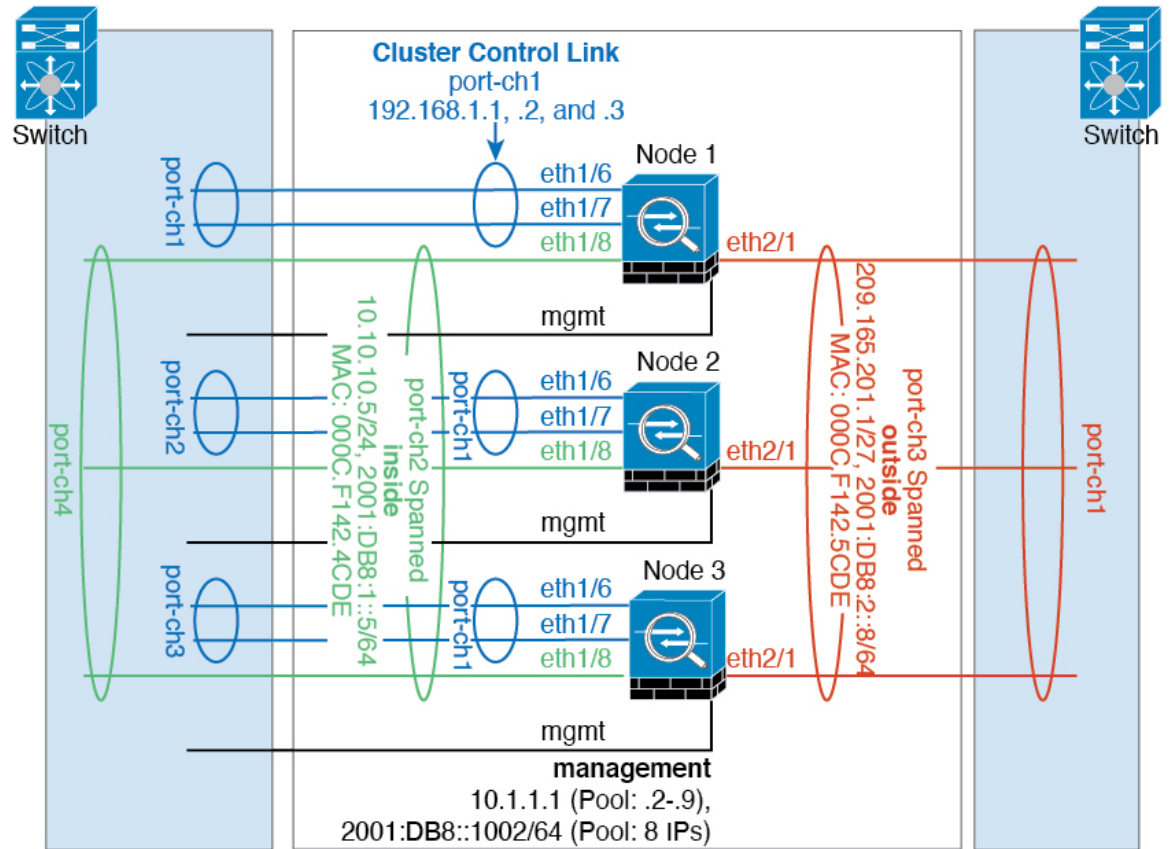 Switch
Switch
Cluster Control Link
port-ch1
192.168.1.1, .2, and .3
Node 1
port-ch1
eth1/6
eth1/7
eth1/8
eth2/1
mgmt
Node 2
port-ch2
port-ch1
eth1/6
eth1/7
eth1/8
eth2/1
mgmt
Node 3
port-ch3
port-ch1
eth1/6
eth1/7
eth1/8
eth2/1
mgmt
port-ch4
port-ch2 Spanned
inside
10.10.10.5/24, 2001:DB8:1::5/64
MAC: 000C.F142.4CDE
port-ch3 Spanned
outside
209.165.201.1/27, 2001:DB8:2::8/64
MAC: 000C.F142.5CDE
port-ch1
management
10.1.1.1 (Pool: .2-.9),
2001:DB8::1002/64 (Pool: 8 IPs)